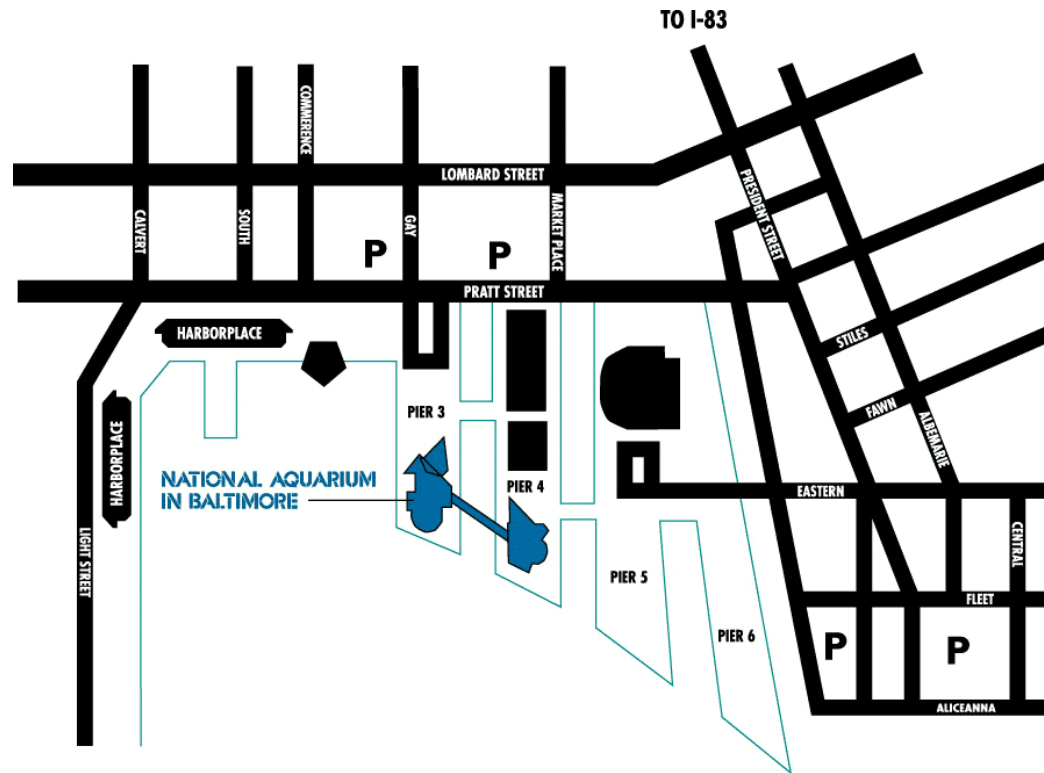 TO I-83
COMMERENCE
LOMBARD STREET
CALVERT
SOUTH
GAY
MARKET PLACE
PRESIDENT STREET
P
P
PRATT STREET
HARBORPLACE
STILES
HARBORPLACE
PIER 3
FAWN
ALBEMARIE
NATIONAL AQUARIUM
IN BALTIMORE
PIER 4
EASTERN
LIGHT STREET
CENTRAL
PIER 5
FLEET
PIER 6
P
P
ALICEANNA